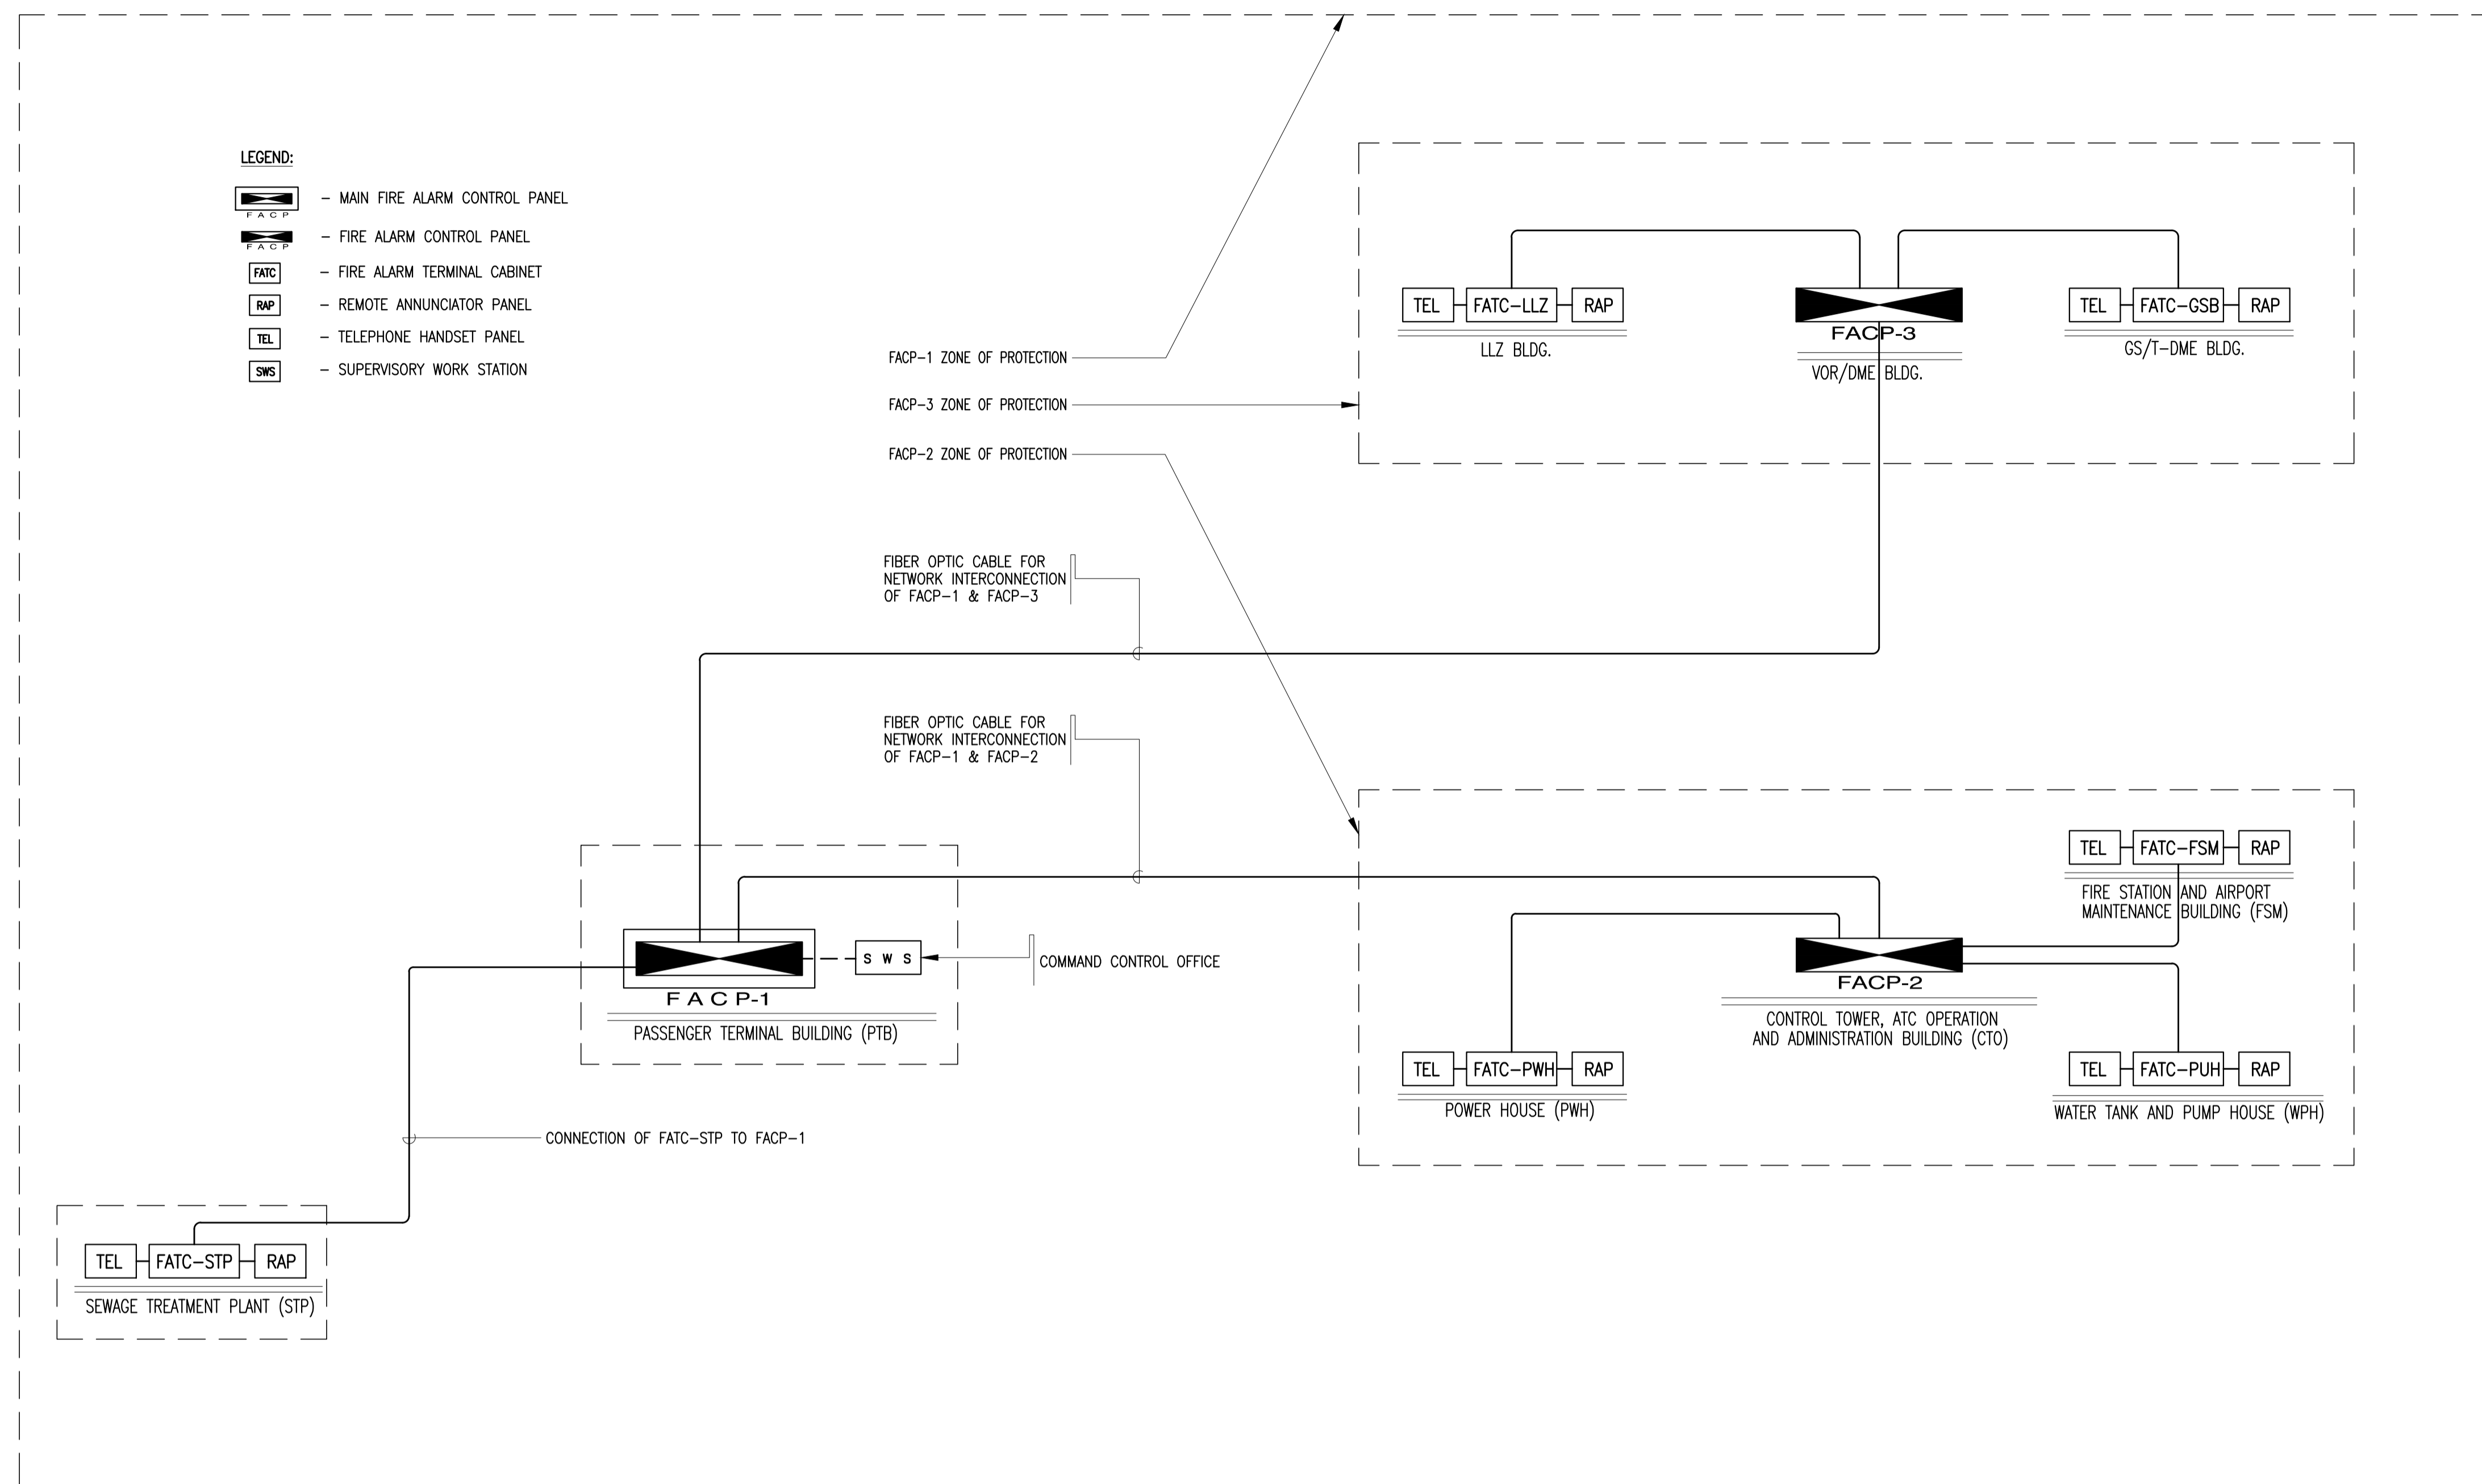 LEGEND:
F A C P
– MAIN FIRE ALARM CONTROL PANEL
F A C P
– FIRE ALARM CONTROL PANEL
FATC – FIRE ALARM TERMINAL CABINET
RAP – REMOTE ANNUNCIATOR PANEL
TEL – TELEPHONE HANDSET PANEL
SWS – SUPERVISORY WORK STATION
FACP-1 ZONE OF PROTECTION
FACP-3 ZONE OF PROTECTION
FACP-2 ZONE OF PROTECTION
TEL FATC-LLZ RAP
LLZ BLDG.
FACP-3
VOR/DME BLDG.
TEL FATC-GSB RAP
GS/T-DME BLDG.
FIBER OPTIC CABLE FOR
NETWORK INTERCONNECTION
OF FACP-1 & FACP-3
FIBER OPTIC CABLE FOR
NETWORK INTERCONNECTION
OF FACP-1 & FACP-2
F A C P-1
PASSENGER TERMINAL BUILDING (PTB)
S W S
COMMAND CONTROL OFFICE
TEL FATC-FSM RAP
FIRE STATION AND AIRPORT
MAINTENANCE BUILDING (FSM)
FACP-2
CONTROL TOWER, ATC OPERATION
AND ADMINISTRATION BUILDING (CTO)
TEL FATC-PWH RAP
POWER HOUSE (PWH)
TEL FATC-PUH RAP
WATER TANK AND PUMP HOUSE (WPH)
CONNECTION OF FATC-STP TO FACP-1
TEL FATC-STP RAP
SEWAGE TREATMENT PLANT (STP)